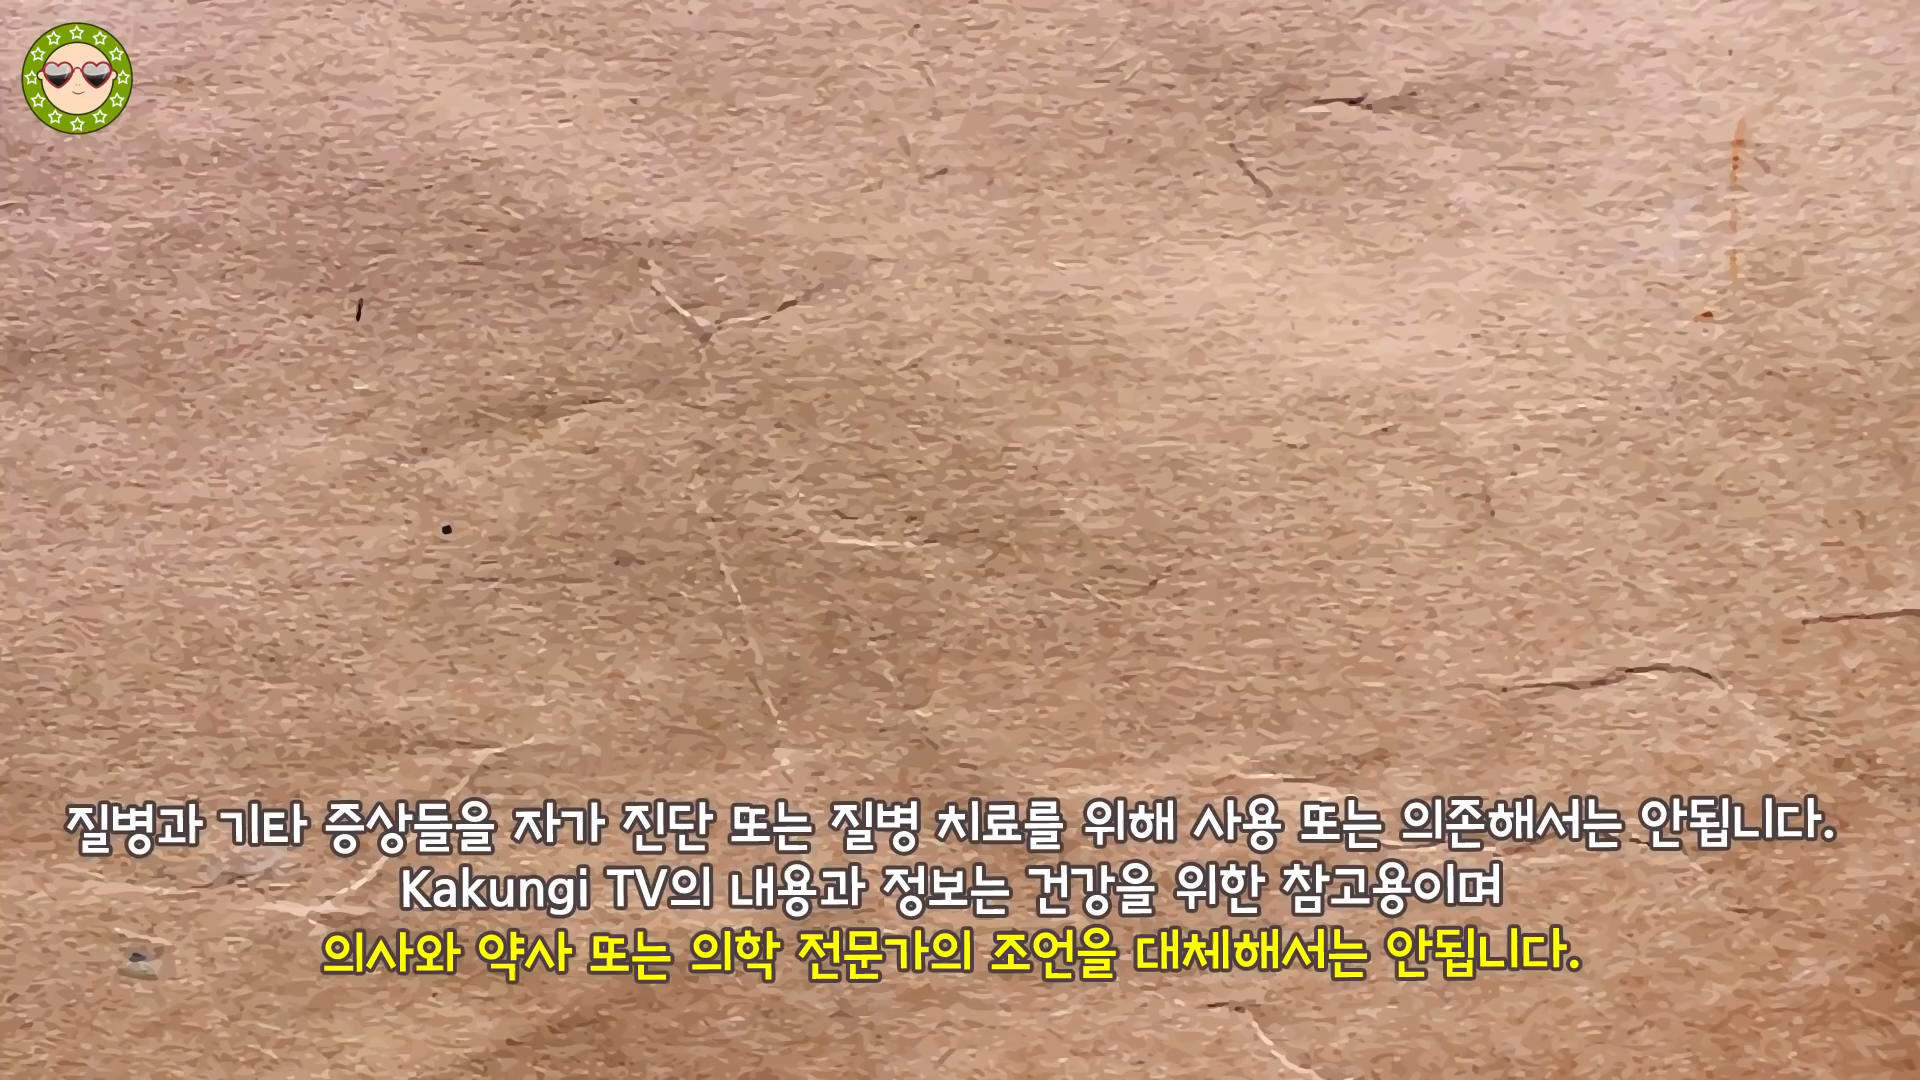 질병과 기타 증상들을 자가 진단 또는 질병 치료를 위해 사용 또는 의존해서는 안됩니다.
Kakungi TV의 내용과 정보는 건강을 위한 참고용이며
의사와 약사 또는 의학 전문가의 조언을 대체해서는 안됩니다.